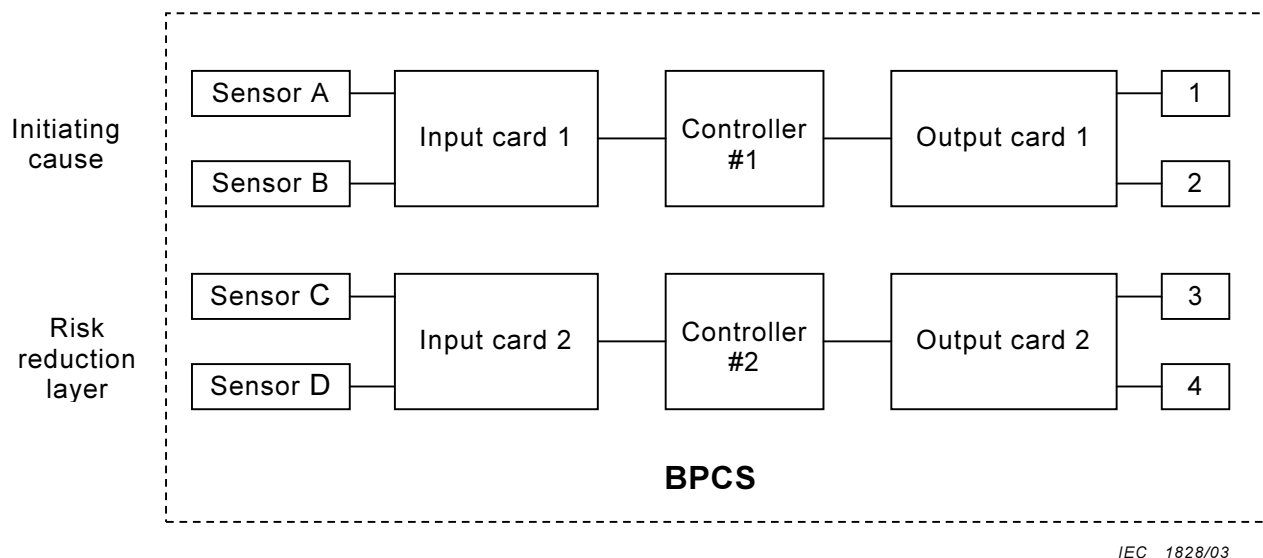 Initiating
cause
Sensor A
Sensor B
Input card 1
Controller
#1
Output card 1
1
2
Risk
reduction
layer
Sensor C
Sensor D
Input card 2
Controller
#2
Output card 2
3
4
BPCS
IEC 1828/03